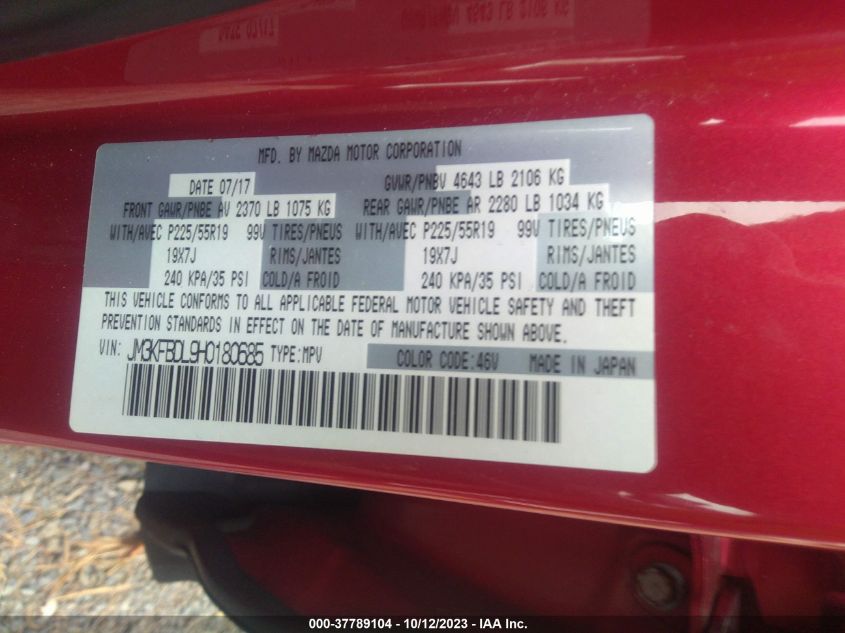 MFD. BY MAZDA MOTOR CORPORATION
DATE 07/17 GVWR/PNBV 4643 LB 2106 KG
FRONT GAWR/PNBE AV 2370 LB 1075 KG REAR GAWR/PNBE AR 2280 LB 1034 KG
WITH/AVEC P225/55R19 99V TIRES/PNEUS WITH/AVEC P225/55R19 99V TIRES/PNEUS
19X7J RIMS/JANTES 19X7J RIMS/JANTES
240 KPA/35 PSI COLD/A FROID 240 KPA/35 PSI COLD/A FROID
THIS VEHICLE CONFORMS TO ALL APPLICABLE FEDERAL MOTOR VEHICLE SAFETY AND THEFT
PREVENTION STANDARDS IN EFFECT ON THE DATE OF MANUFACTURE SHOWN ABOVE.
VIN: JM3KFBDL9H0180685 TYPE:MPV COLOR CODE:46V MADE IN JAPAN
000-37789104 - 10/12/2023 - IAA Inc.